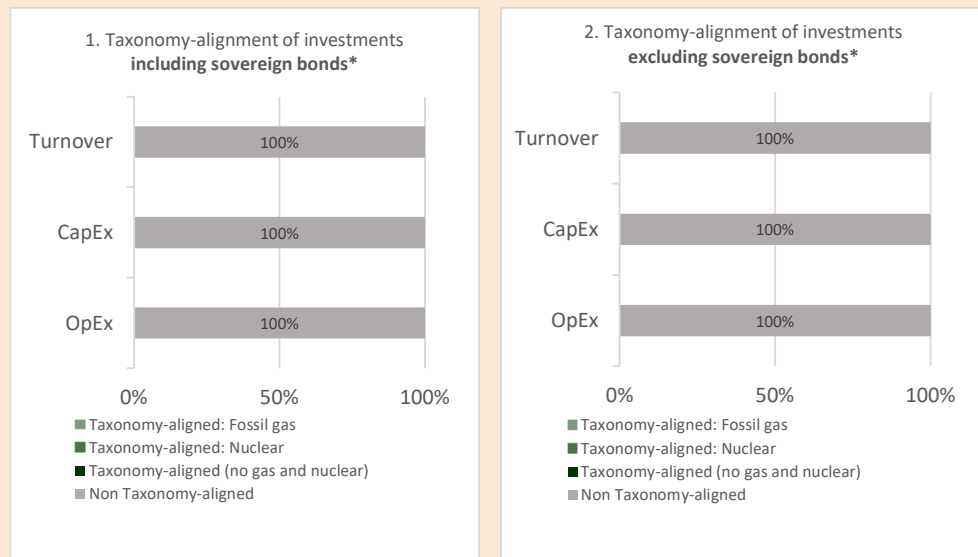 1. Taxonomy-alignment of investments
including sovereign bonds*
Turnover
100%
CapEx
100%
OpEx
100%
0% 50% 100%
Taxonomy-aligned: Fossil gas
Taxonomy-aligned: Nuclear
Taxonomy-aligned (no gas and nuclear)
Non Taxonomy-aligned
2. Taxonomy-alignment of investments
excluding sovereign bonds*
Turnover
100%
CapEx
100%
OpEx
100%
0% 50% 100%
Taxonomy-aligned: Fossil gas
Taxonomy-aligned: Nuclear
Taxonomy-aligned (no gas and nuclear)
Non Taxonomy-aligned